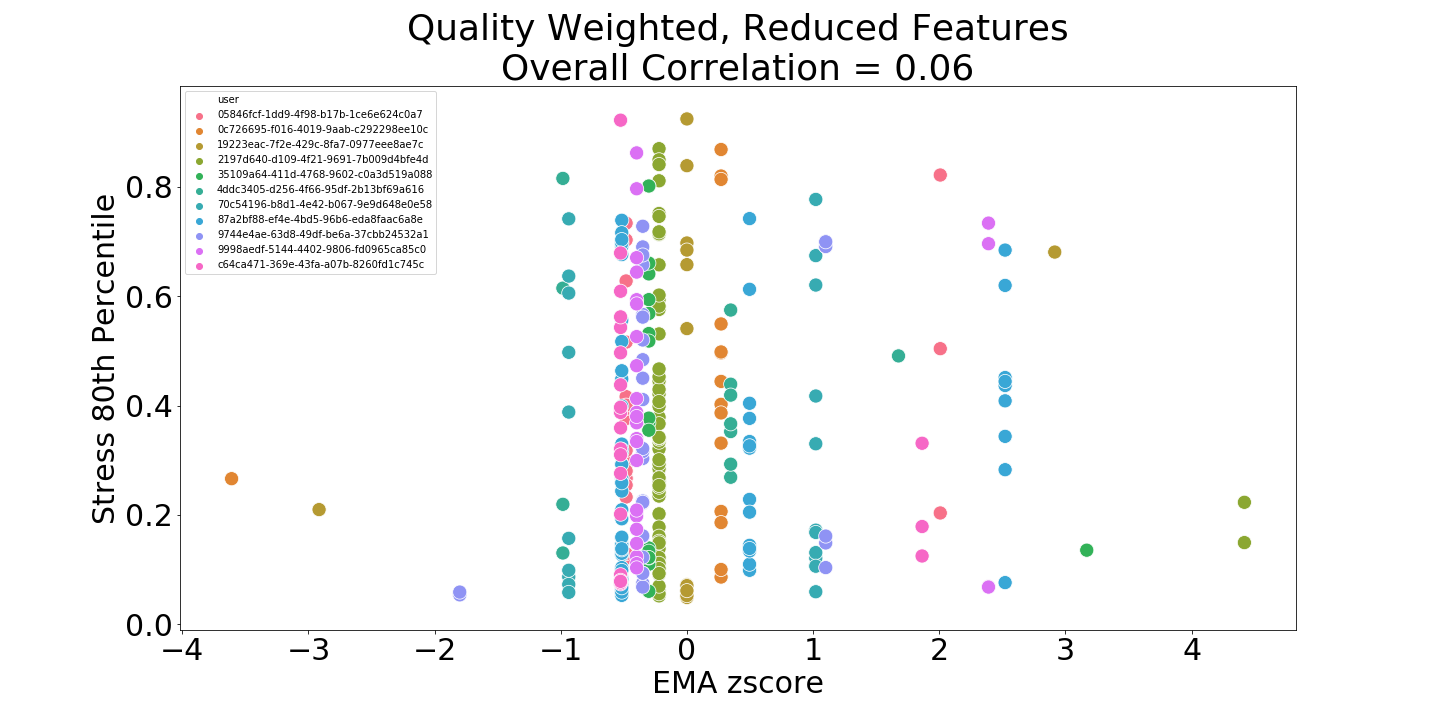 Quality Weighted, Reduced Features
Overall Correlation = 0.06
user
05846fcf-1dd9-4f98-b17b-1ce6e624c0a7
0c726695-f016-4019-9aab-c292298ee10c
19223eac-7f2e-429c-8fa7-0977eee8ae7c
2197d640-d109-4f21-9691-7b009d4bfe4d
35109a64-411d-4768-9602-c0a3d519a088
4ddc3405-d256-4f66-95df-2b13bf69a616
70c54196-b8d1-4e42-b067-9e9d648e0e58
87a2bf88-ef4e-4bd5-96b6-eda8faac6a8e
9744e4ae-63d8-49df-be6a-37cbb24532a1
9998aedf-5144-4402-9806-fd0965ca85c0
c64ca471-369e-43fa-a07b-8260fd1c745c
Stress 80th Percentile
0.8
0.6
0.4
0.2
0.0
−4 −3 −2 −1 0 1 2 3 4
EMA zscore